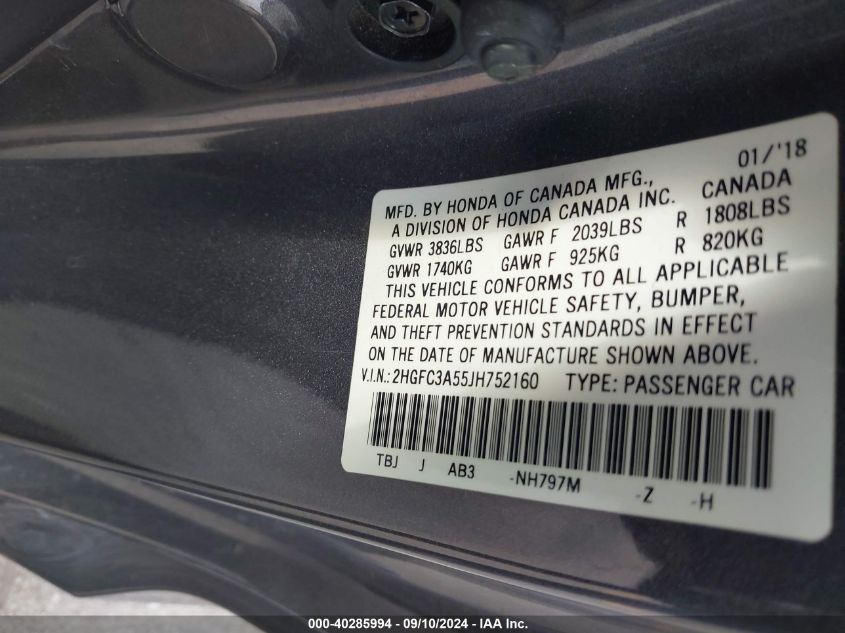 01/'18
MFD. BY HONDA OF CANADA MFG., CANADA
A DIVISION OF HONDA CANADA INC.
GVWR 3836LBS GAWR F 2039LBS R 1808LBS
GVWR 1740KG GAWR F 925KG R 820KG
THIS VEHICLE CONFORMS TO ALL APPLICABLE
FEDERAL MOTOR VEHICLE SAFETY, BUMPER,
AND THEFT PREVENTION STANDARDS IN EFFECT
ON THE DATE OF MANUFACTURE SHOWN ABOVE.
V.I.N.: 2HGFC3A55JH752160 TYPE: PASSENGER CAR
TBJ J AB3 -NH797M -Z -H
000-40285994 - 09/10/2024 - IAA Inc.